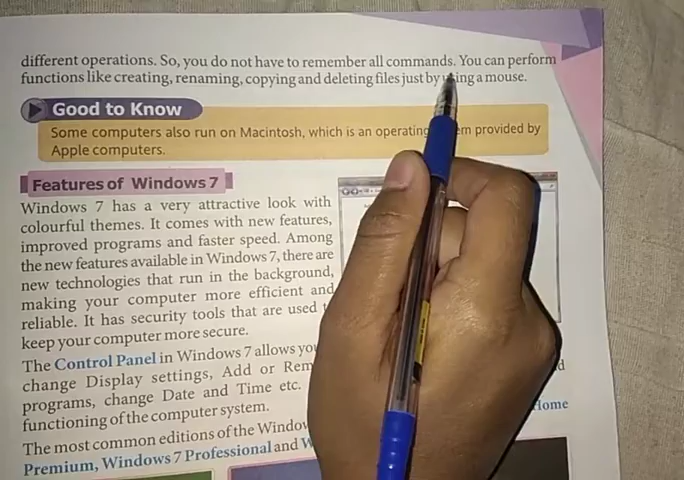 different operations. So, you do not have to remember all commands. You can perform
functions like creating, renaming, copying and deleting files just by using a mouse.
Good to Know
Some computers also run on Macintosh, which is an operating provided by
Apple computers.
Features of Windows 7
Windows 7 has a very attractive look with
colourful themes. It comes with new features,
improved programs and faster speed. Among
the new features available in Windows 7, there are
new technologies that run in the background,
making your computer more efficient and
reliable. It has security tools that are used
keep your computer more secure.
The Control Panel in Windows 7 allows
change Display settings, Add or
programs, change Date and Time etc.
functioning of the computer system.
The most common editions of the Home
Premium, Windows 7 Professional and